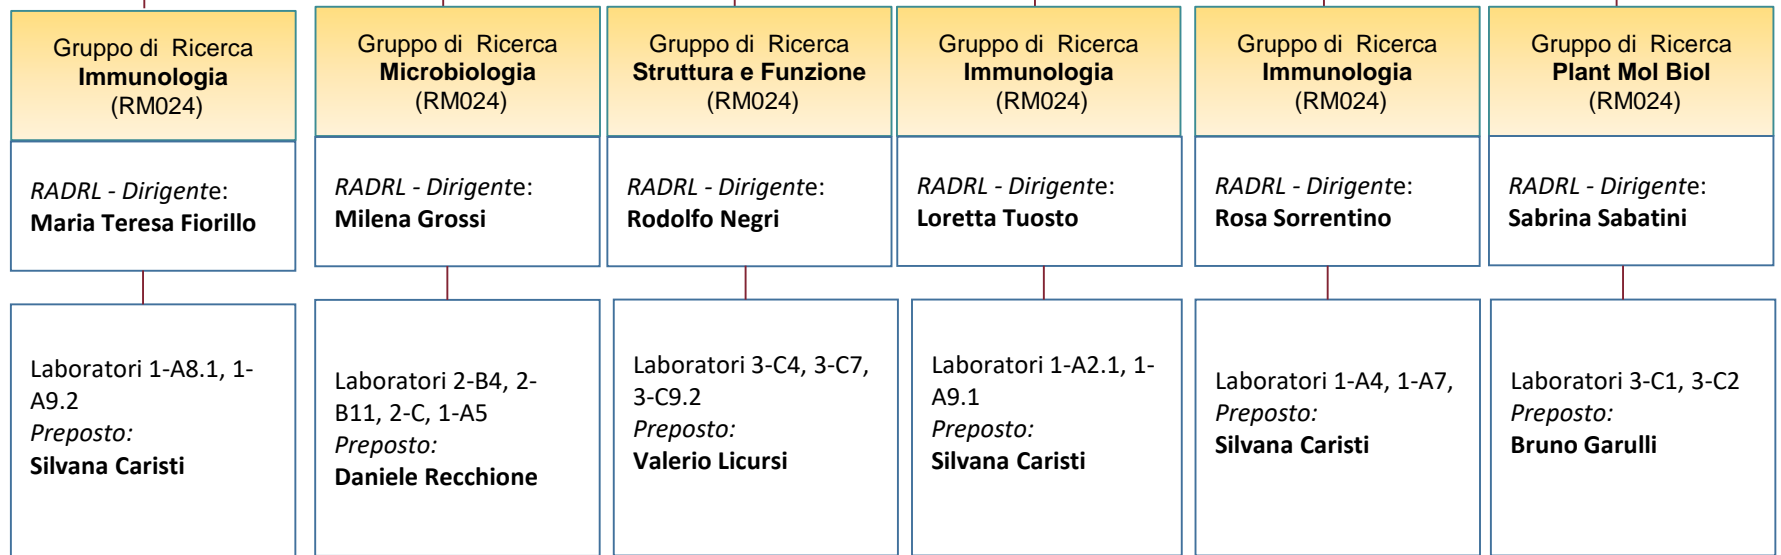 Gruppo di Ricerca
Immunologia
(RM024)
RADRL - Dirigente:
Maria Teresa Fiorillo
Laboratori 1-A8.1, 1-
A9.2
Preposto:
Silvana Caristi
Gruppo di Ricerca
Microbiologia
(RM024)
RADRL - Dirigente:
Milena Grossi
Laboratori 2-B4, 2-
B11, 2-C, 1-A5
Preposto:
Daniele Recchione
Gruppo di Ricerca
Struttura e Funzione
(RM024)
RADRL - Dirigente:
Rodolfo Negri
Laboratori 3-C4, 3-C7,
3-C9.2
Preposto:
Valerio Licursi
Gruppo di Ricerca
Immunologia
(RM024)
RADRL - Dirigente:
Loretta Tuosto
Laboratori 1-A2.1, 1-
A9.1
Preposto:
Silvana Caristi
Gruppo di Ricerca
Immunologia
(RM024)
RADRL - Dirigente:
Rosa Sorrentino
Laboratori 1-A4, 1-A7,
Preposto:
Silvana Caristi
Gruppo di Ricerca
Plant Mol Biol
(RM024)
RADRL - Dirigente:
Sabrina Sabatini
Laboratori 3-C1, 3-C2
Preposto:
Bruno Garulli